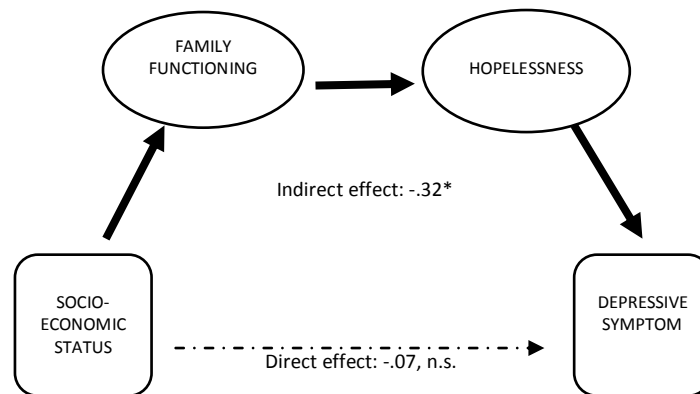 FAMILY
FUNCTIONING
HOPELESSNESS
Indirect effect: -.32*
SOCIO-
ECONOMIC
STATUS
DEPRESSIVE
SYMPTOM
Direct effect: -.07, n.s.